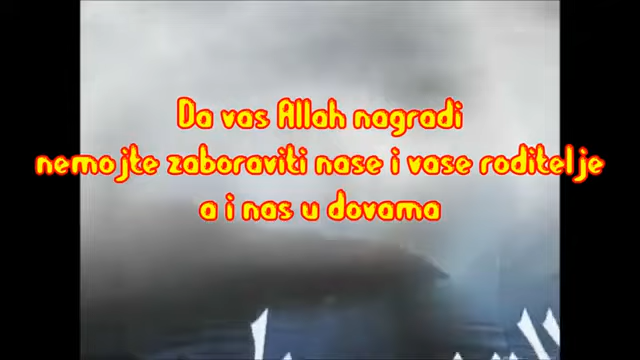 Da vas Allah nagradi
nemojte zaboraviti nase i vase roditelje
a i nas u dovama